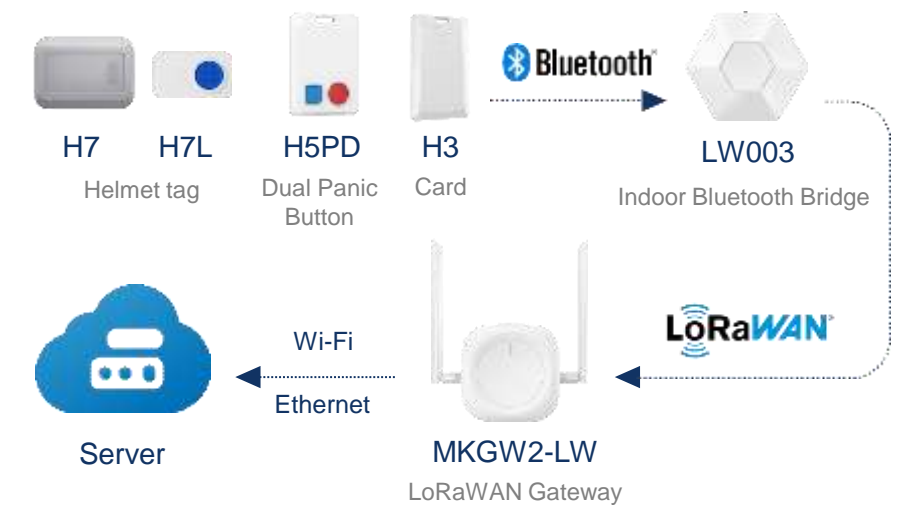 Bluetooth
H7
H7L
H5PD
H3
LW003
Helmet tag
Dual Panic
Button
Card
Indoor Bluetooth Bridge
LoRaWAN
Wi-Fi
Ethernet
Server
MKGW2-LW
LoRaWAN Gateway